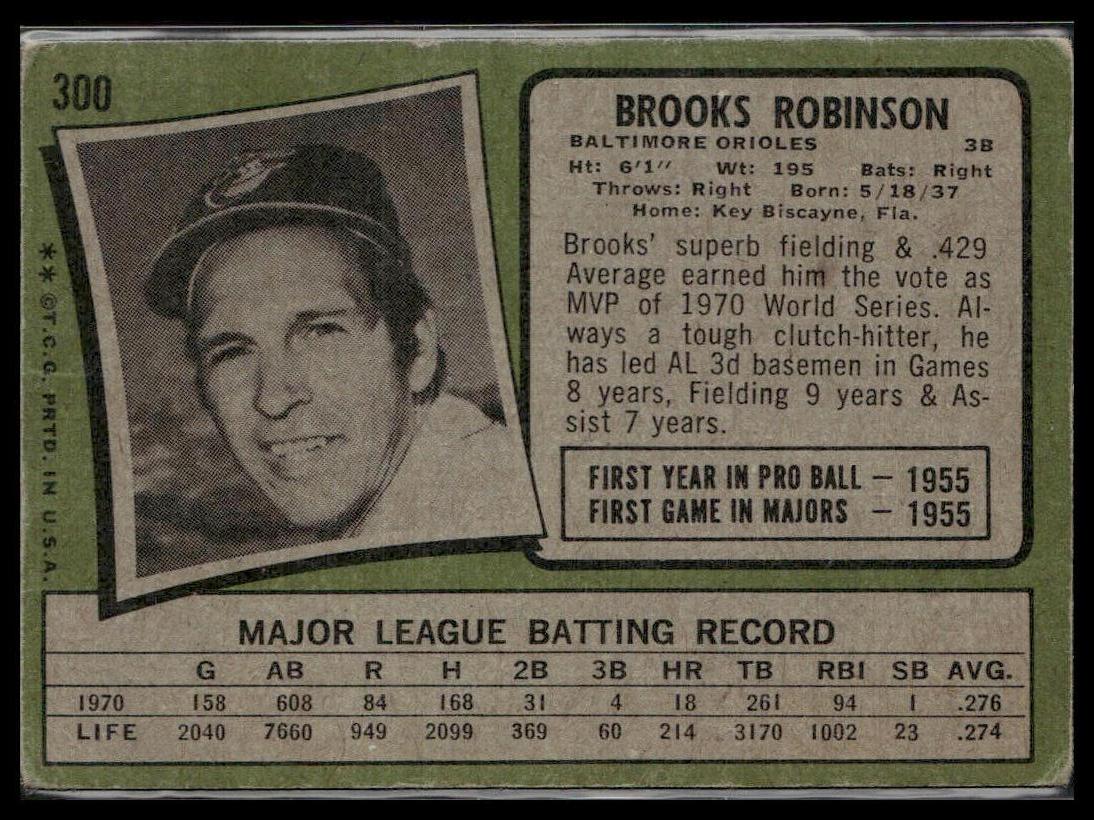 300
BROOKS ROBINSON
BALTIMORE ORIOLES 3B
Ht: 6'1" Wt: 195 Bats: Right
Throws: Right Born: 5/18/37
Home: Key Biscayne, Fla.
Brooks' superb fielding & .429
Average earned him the vote as
MVP of 1970 World Series. Al-
ways a tough clutch-hitter, he
has led AL 3d basemen in Games
8 years, Fielding 9 years & As-
sist 7 years.
FIRST YEAR IN PRO BALL — 1955
FIRST GAME IN MAJORS — 1955
** ©T.C.G. PRTD. IN U.S.A.
MAJOR LEAGUE BATTING RECORD
G AB R H 2B 3B HR TB RBI SB AVG.
1970 158 608 84 168 31 4 18 261 94 1 .276
LIFE 2040 7660 949 2099 369 60 214 3170 1002 23 .274